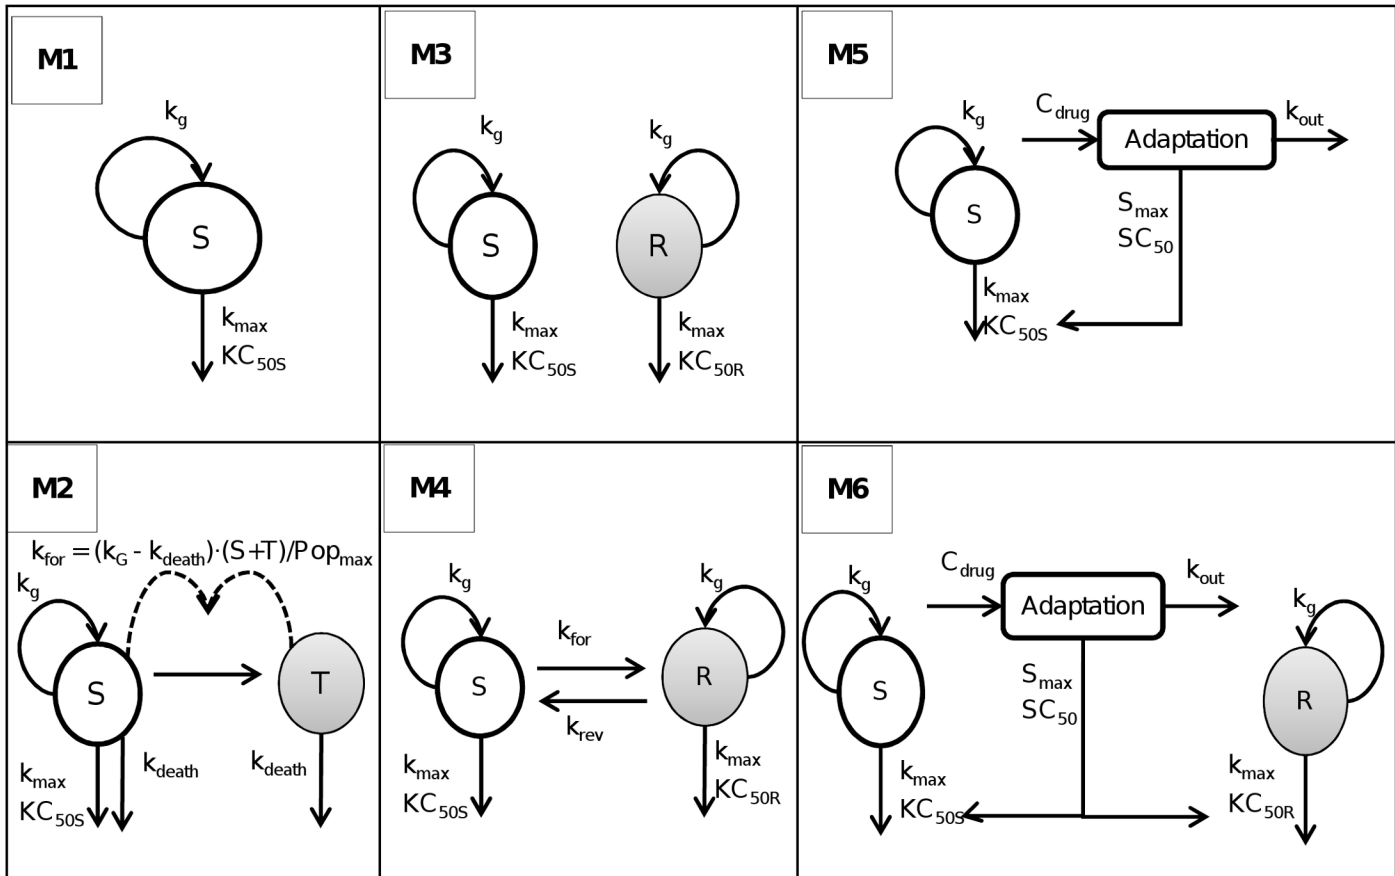 M1
k_g
S
k_max
KC_50S
M3
k_g
k_g
S
R
k_max
KC_50S
k_max
KC_50R
M5
k_g
C_drug
Adaptation
k_out
S
S_max
SC_50
k_max
KC_50S
M2
k_for = (k_G - k_death)·(S+T)/Pop_max
k_g
S
T
k_max
KC_50S
k_death
k_death
M4
k_g
k_g
k_for
S
R
k_rev
k_max
KC_50S
k_max
KC_50R
M6
k_g
C_drug
Adaptation
k_out
k_g
S
S_max
SC_50
R
k_max
KC_50S
k_max
KC_50R